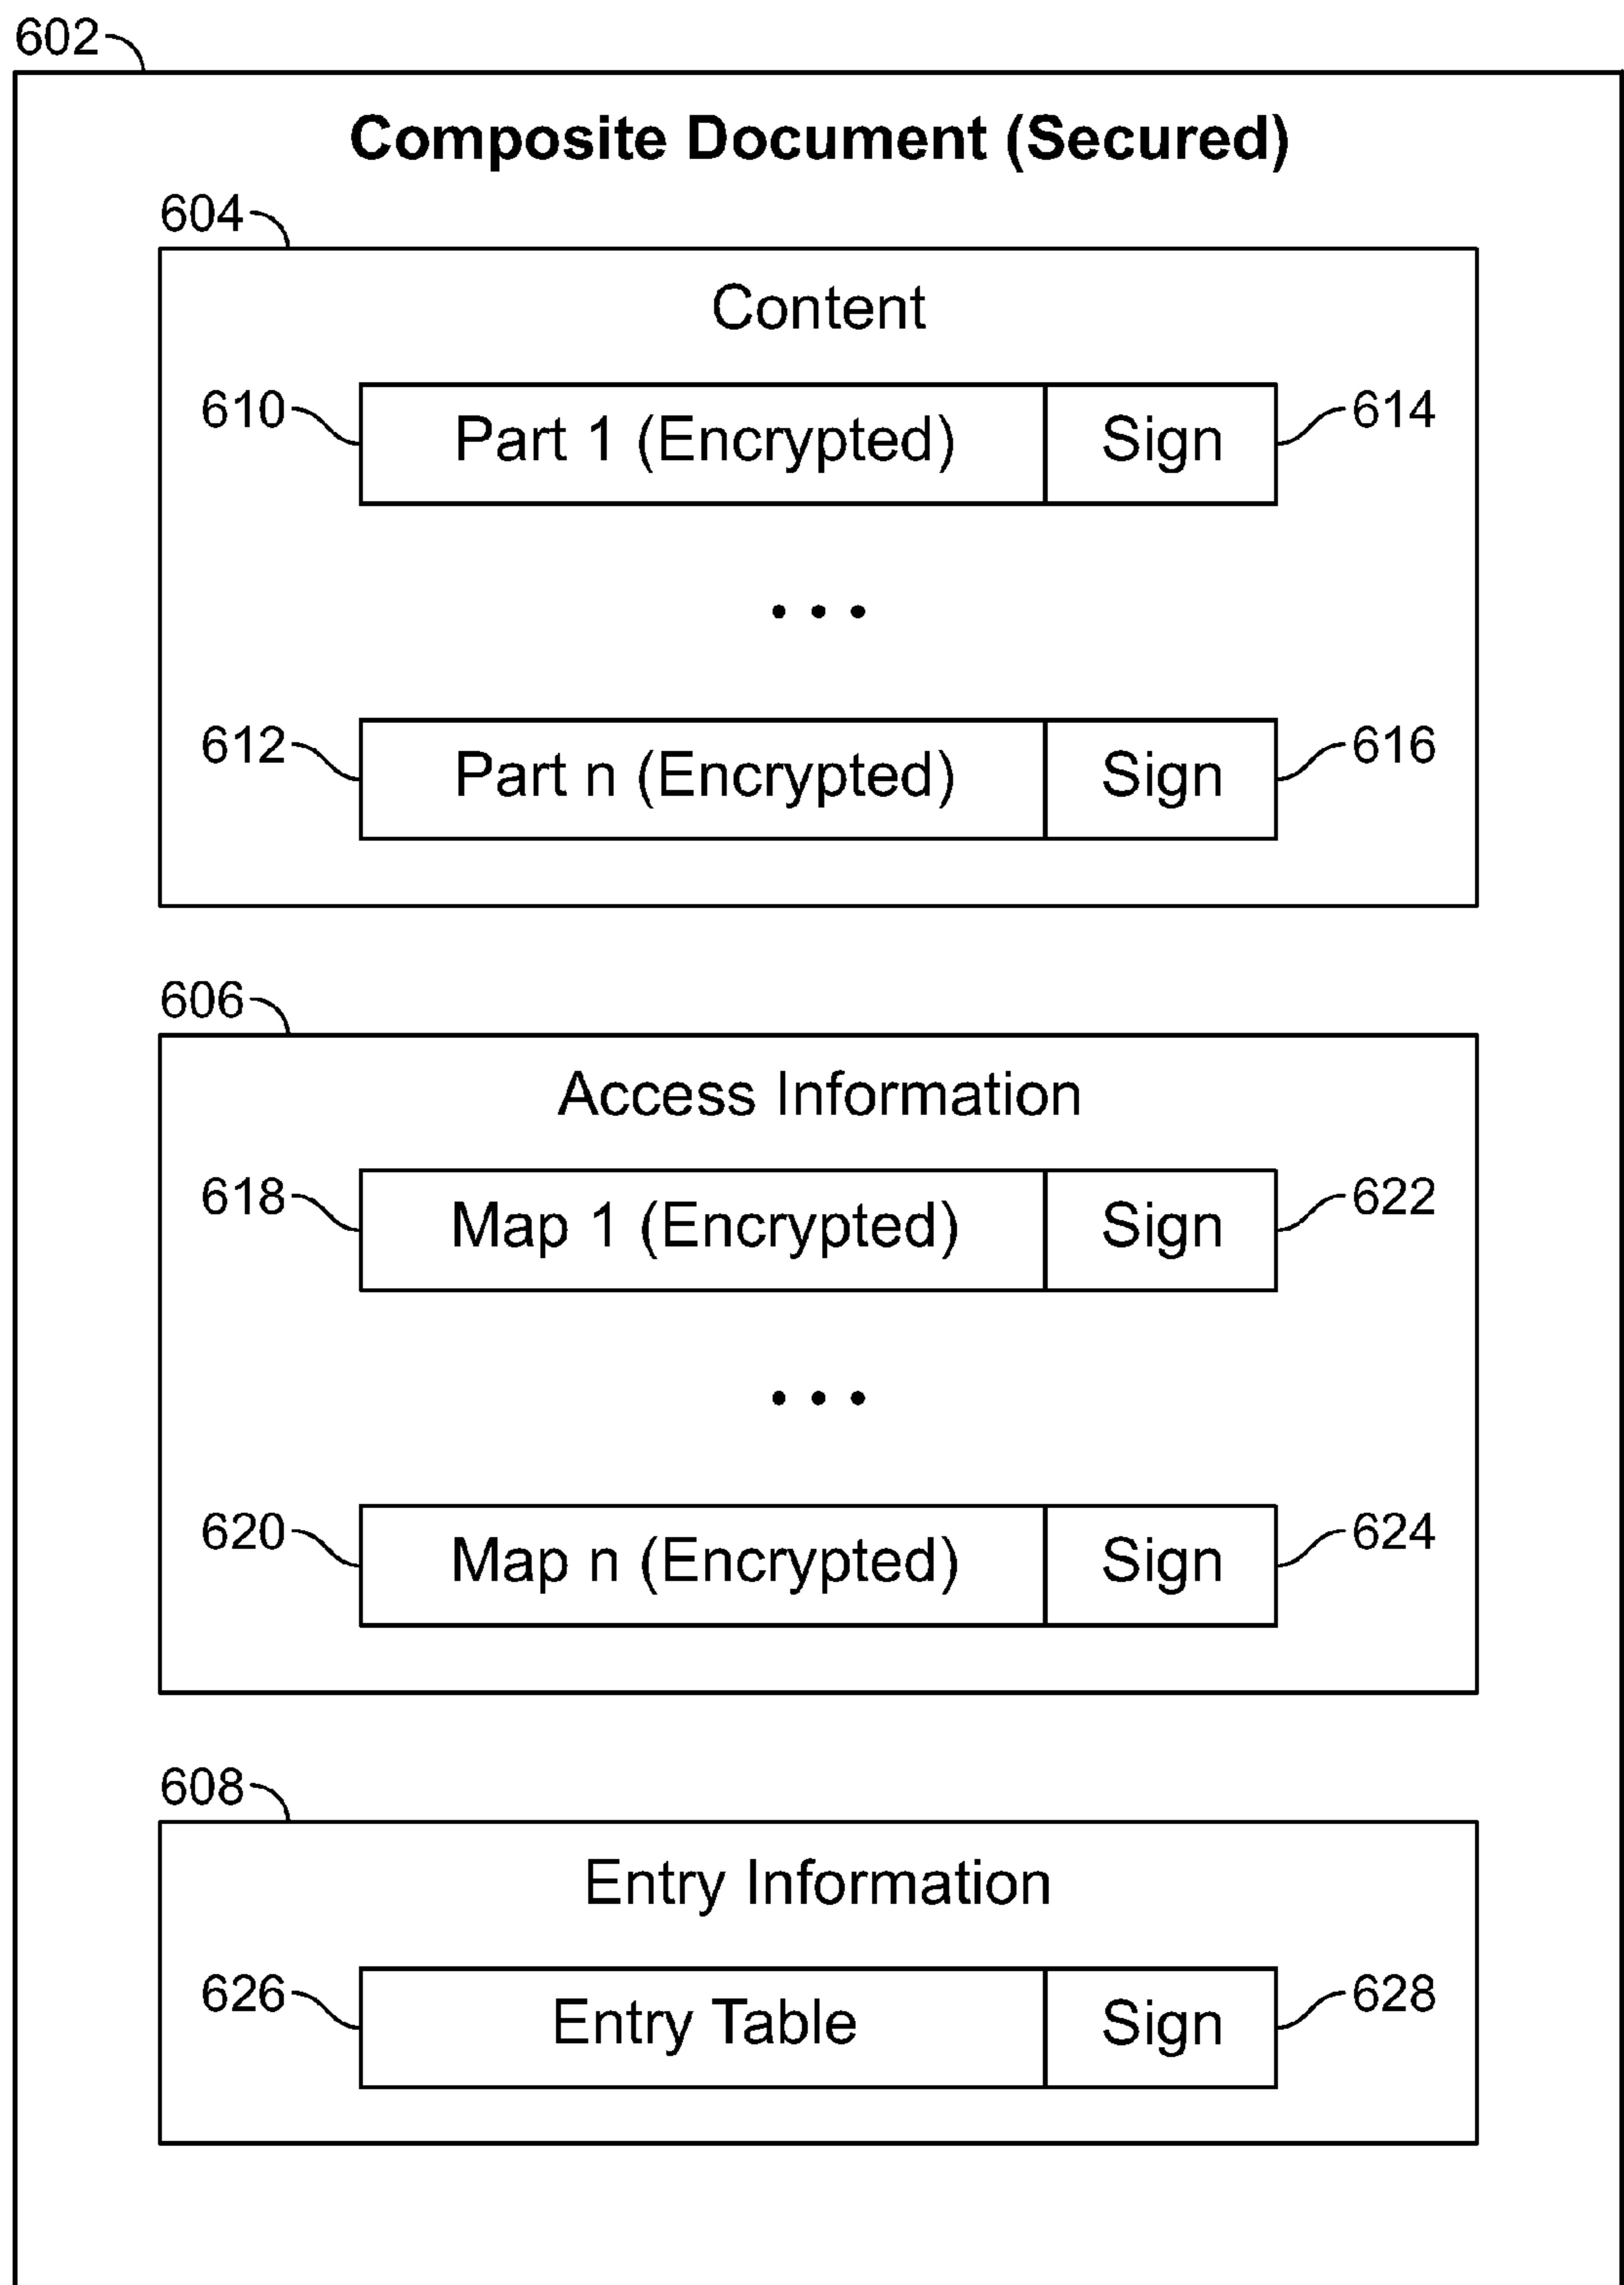 602
Composite Document (Secured)
604
Content
610 Part 1 (Encrypted) Sign 614
...
612 Part n (Encrypted) Sign 616
606
Access Information
618 Map 1 (Encrypted) Sign 622
...
620 Map n (Encrypted) Sign 624
608
Entry Information
626 Entry Table Sign 628